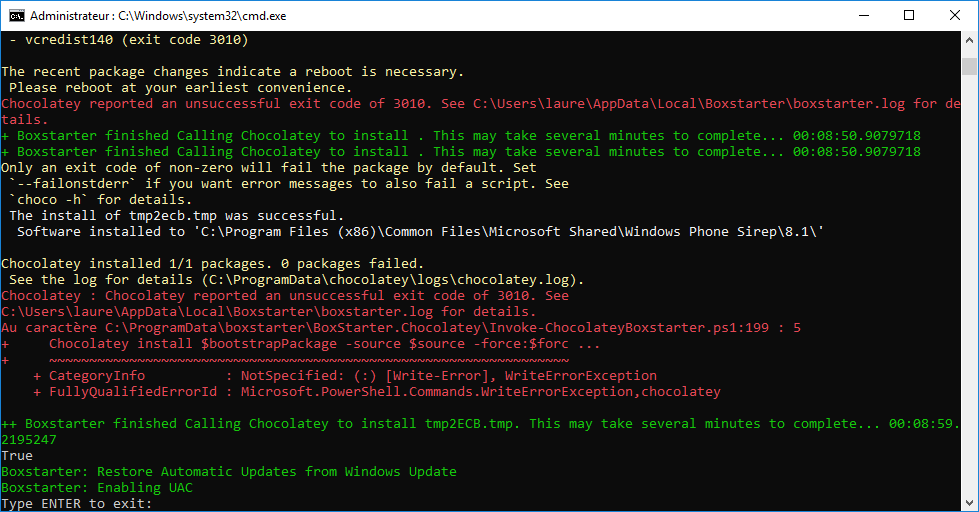 Administrateur : C:\Windows\system32\cmd.exe
- vcredist140 (exit code 3010)
The recent package changes indicate a reboot is necessary.
Please reboot at your earliest convenience.
Chocolatey reported an unsuccessful exit code of 3010. See C:\Users\laure\AppData\Local\Boxstarter\boxstarter.log for de
tails.
+ Boxstarter finished Calling Chocolatey to install . This may take several minutes to complete... 00:08:50.9079718
+ Boxstarter finished Calling Chocolatey to install . This may take several minutes to complete... 00:08:50.9079718
Only an exit code of non-zero will fail the package by default. Set
`--failonstderr` if you want error messages to also fail a script. See
`choco -h` for details.
The install of tmp2ecb.tmp was successful.
Software installed to 'C:\Program Files (x86)\Common Files\Microsoft Shared\Windows Phone Sirep\8.1\'
Chocolatey installed 1/1 packages. 0 packages failed.
See the log for details (C:\ProgramData\chocolatey\logs\chocolatey.log).
Chocolatey : Chocolatey reported an unsuccessful exit code of 3010. See
C:\Users\laure\AppData\Local\Boxstarter\boxstarter.log for details.
Au caractère C:\ProgramData\boxstarter\BoxStarter.Chocolatey\Invoke-ChocolateyBoxstarter.ps1:199 : 5
+     Chocolatey install $bootstrapPackage -source $source -force:$forc ...
+     ~~~~~~~~~~~~~~~~~~~~~~~~~~~~~~~~~~~~~~~~~~~~~~~~~~~~~~~~~~~~~~~~~
+ CategoryInfo          : NotSpecified: (:) [Write-Error], WriteErrorException
+ FullyQualifiedErrorId : Microsoft.PowerShell.Commands.WriteErrorException,chocolatey
++ Boxstarter finished Calling Chocolatey to install tmp2ECB.tmp. This may take several minutes to complete... 00:08:59.
2195247
True
Boxstarter: Restore Automatic Updates from Windows Update
Boxstarter: Enabling UAC
Type ENTER to exit: